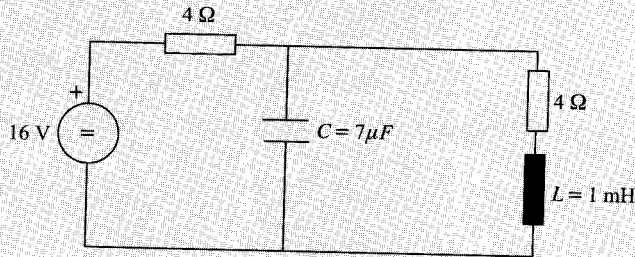 4 Ω
+
16 V
=
C = 7μF
4 Ω
L = 1 mH